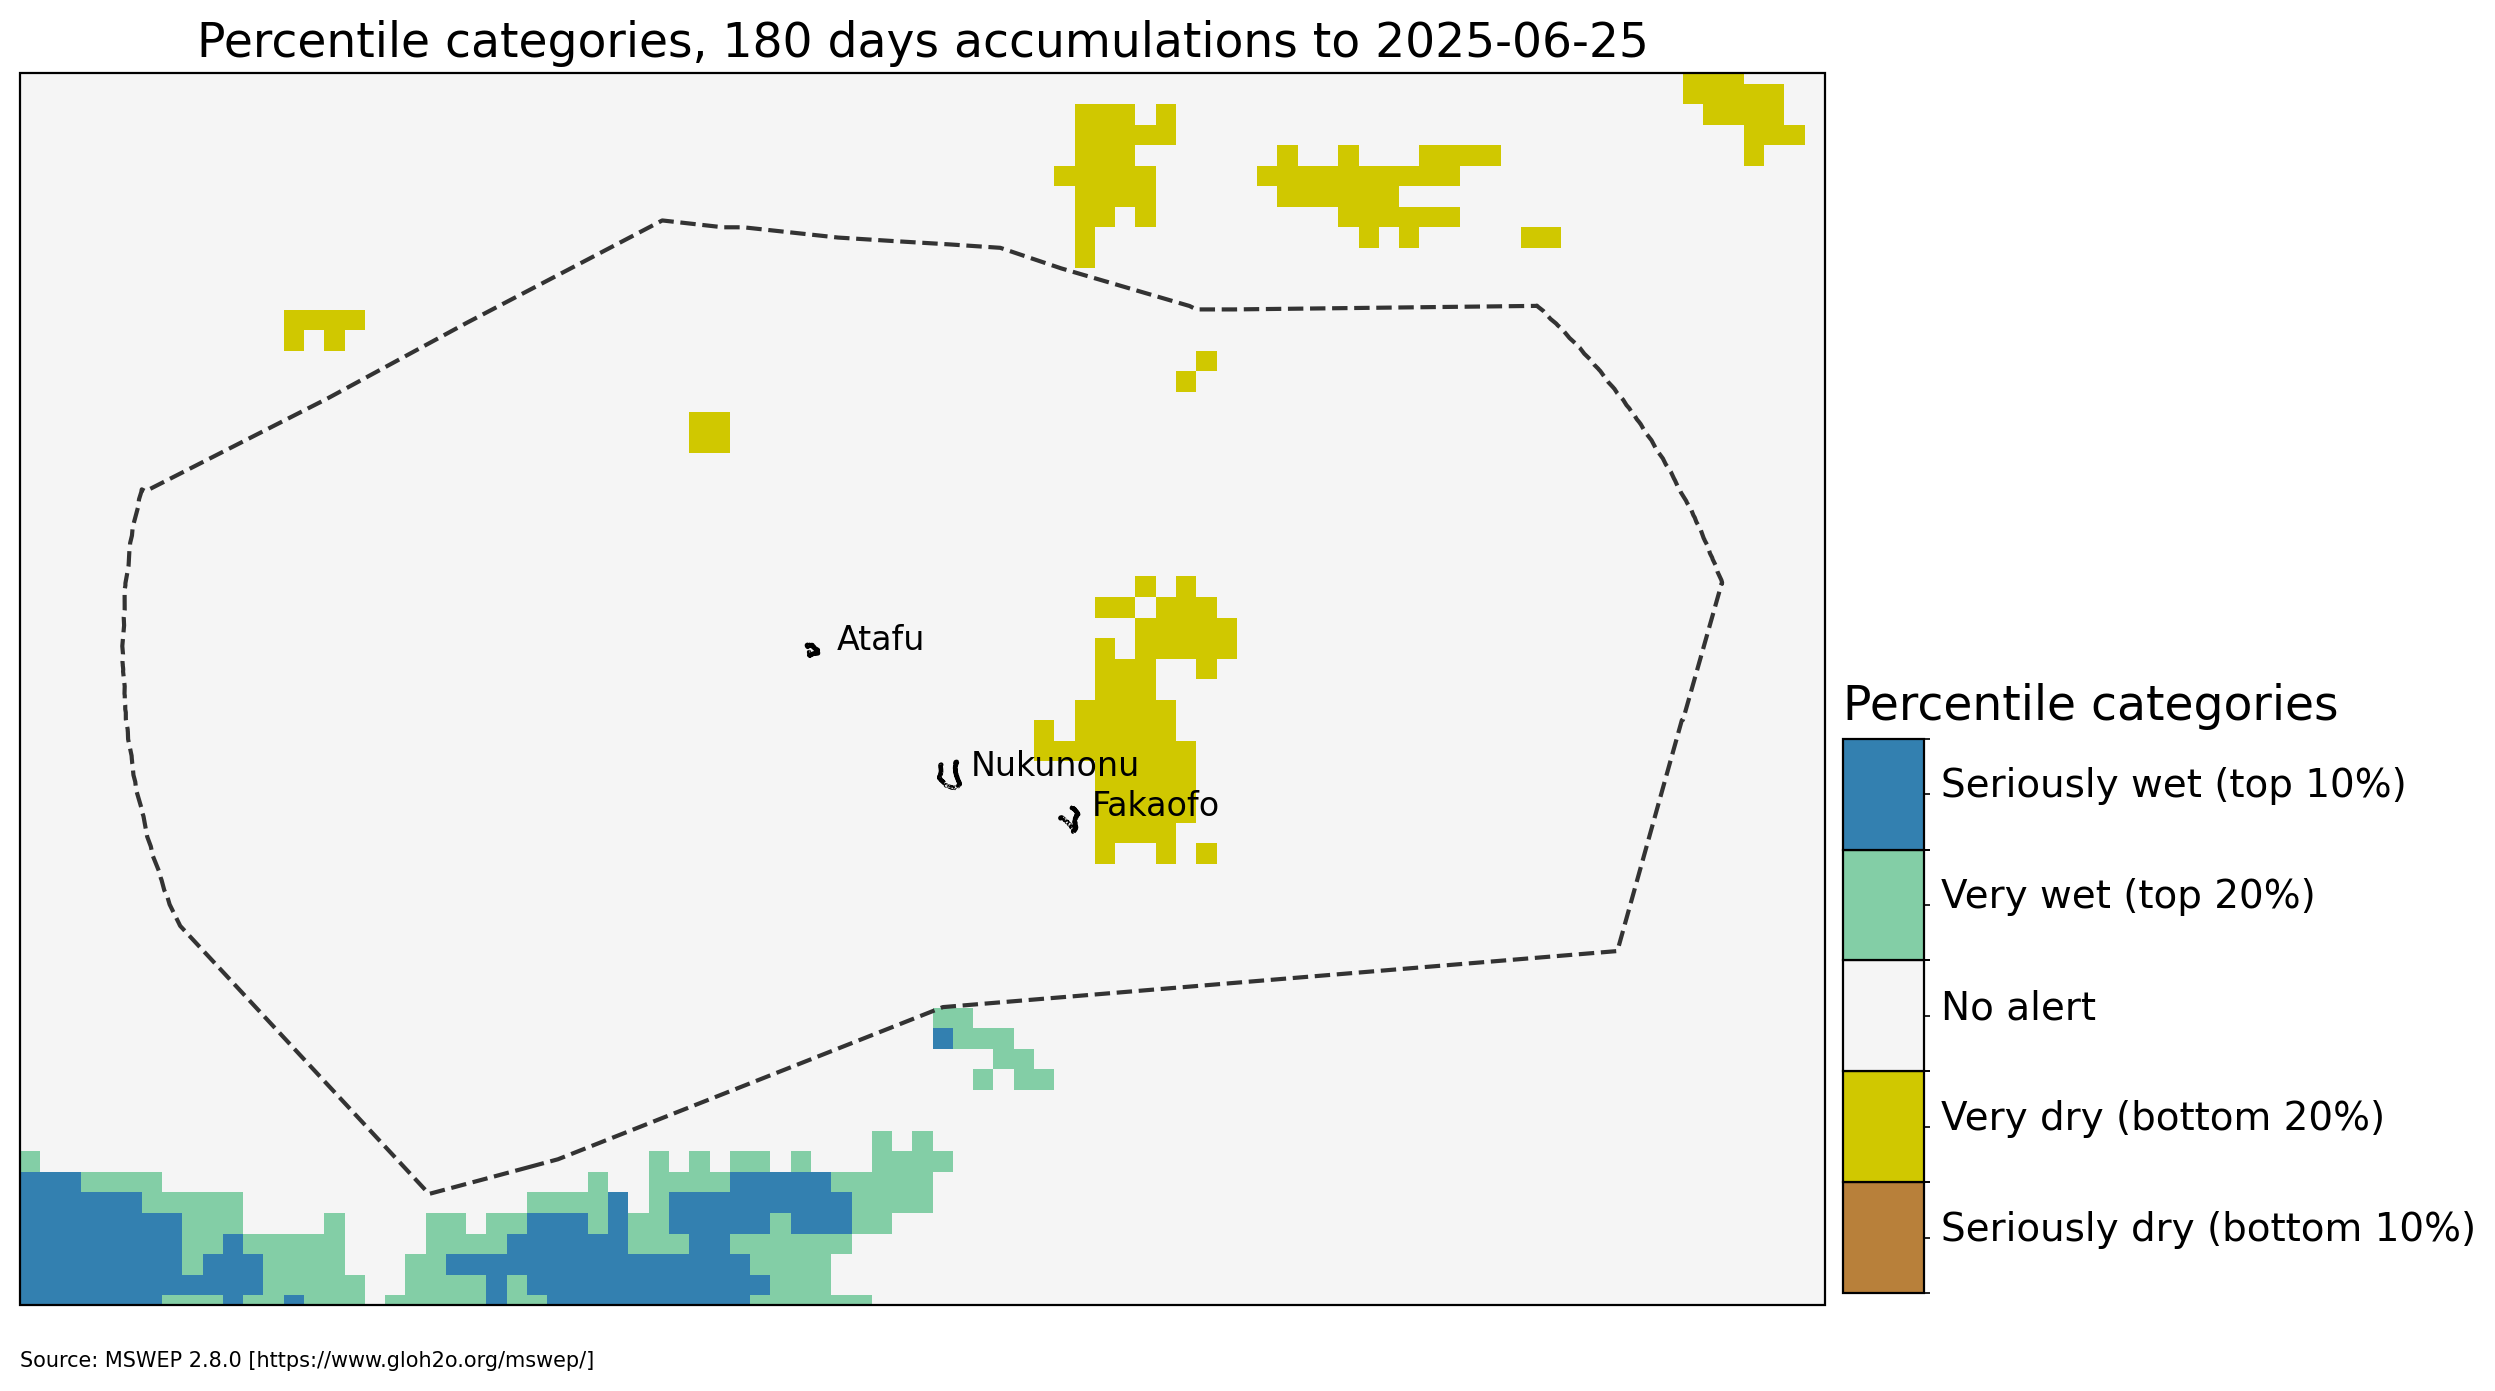 Percentile categories, 180 days accumulations to 2025-06-25
Atafu
Nukunonu
Fakaofo
Percentile categories
Seriously wet (top 10%)
Very wet (top 20%)
No alert
Very dry (bottom 20%)
Seriously dry (bottom 10%)
Source: MSWEP 2.8.0 [https://www.gloh2o.org/mswep/]